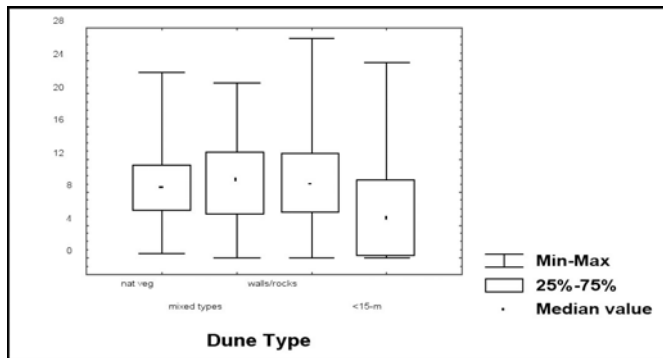 28
24
20
16
12
8
4
0
nat veg
walls/rocks
mixed types
<15-m
Dune Type
Min-Max
25%-75%
Median value